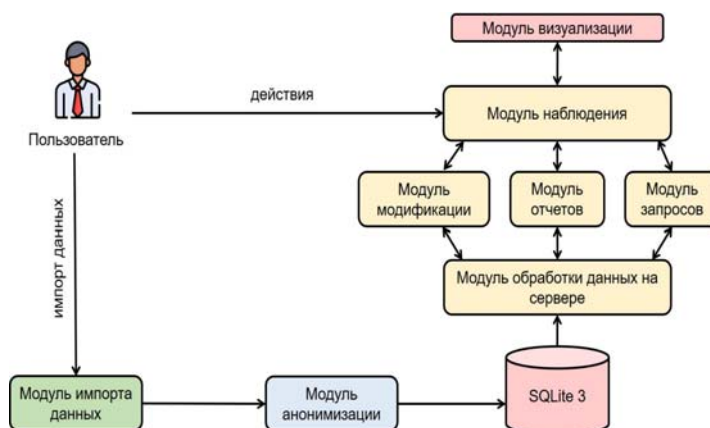 Модуль визуализации
действия
Модуль наблюдения
Пользователь
Модуль
модификации
Модуль
отчетов
Модуль
запросов
импорт данных
Модуль обработки данных на
сервере
Модуль импорта
данных
Модуль
анонимизации
SQLite 3